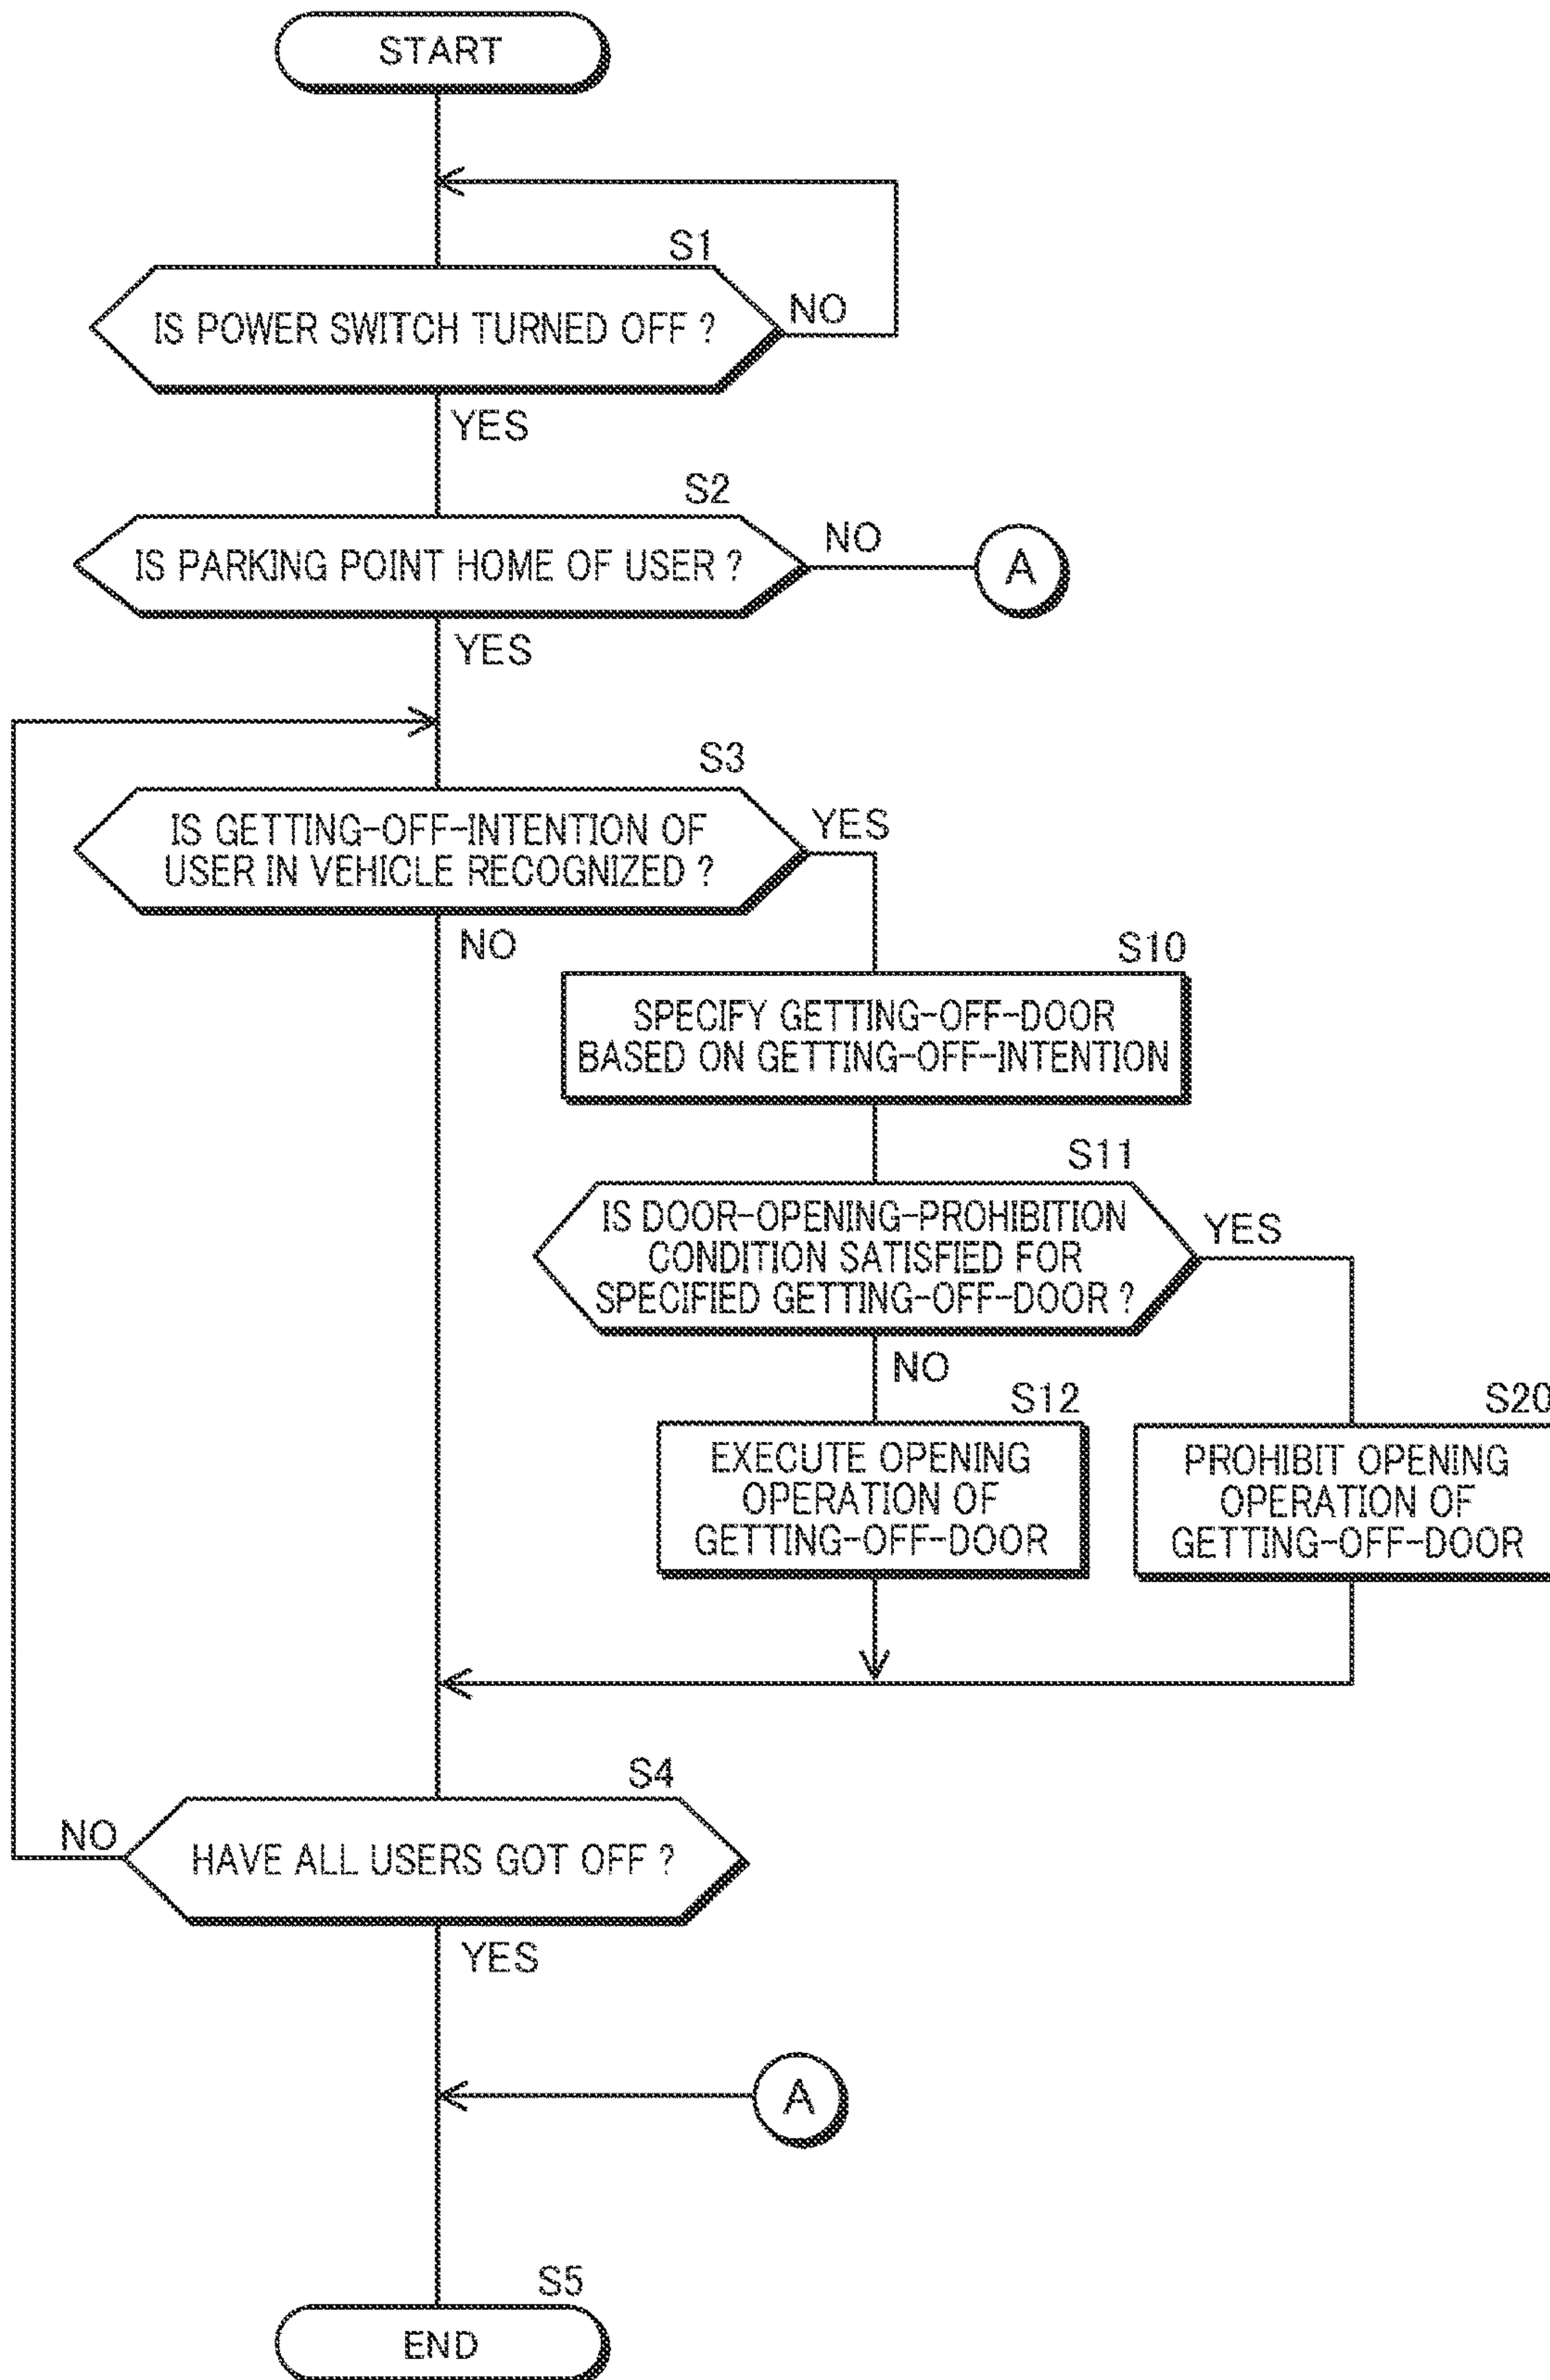 START
S1
IS POWER SWITCH TURNED OFF ?
NO
YES
S2
IS PARKING POINT HOME OF USER ?
NO
A
YES
S3
IS GETTING-OFF-INTENTION OF
USER IN VEHICLE RECOGNIZED ?
YES
NO
S10
SPECIFY GETTING-OFF-DOOR
BASED ON GETTING-OFF-INTENTION
S11
IS DOOR-OPENING-PROHIBITION
CONDITION SATISFIED FOR
SPECIFIED GETTING-OFF-DOOR ?
YES
NO
S12
EXECUTE OPENING
OPERATION OF
GETTING-OFF-DOOR
S20
PROHIBIT OPENING
OPERATION OF
GETTING-OFF-DOOR
S4
NO
HAVE ALL USERS GOT OFF ?
YES
A
S5
END